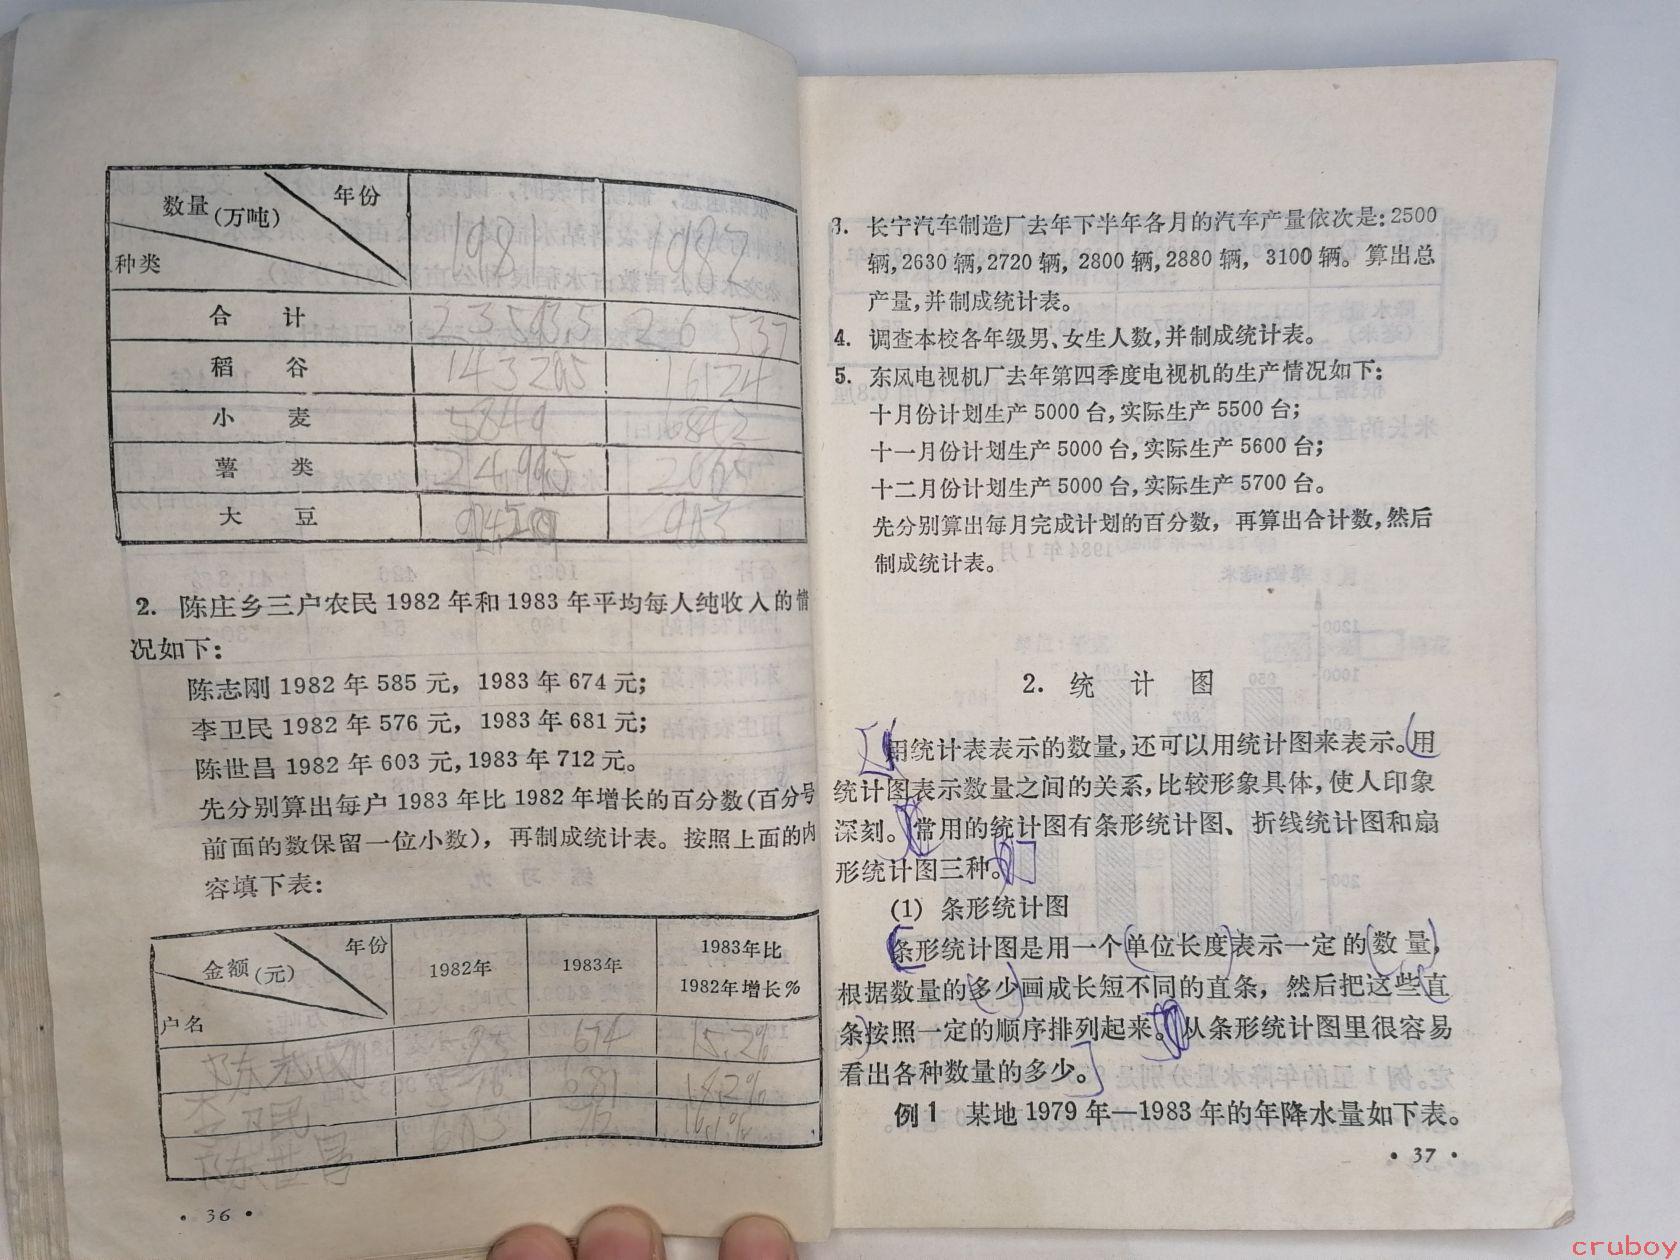 数量(万吨) 年份
种类
合计 26537
稻谷 16124
小麦
薯类
大豆
2. 陈庄乡三户农民1982年和1983年平均每人纯收入的情
况如下：
陈志刚1982年585元，1983年674元；
李卫民1982年576元，1983年681元；
陈世昌1982年603元,1983年712元。
先分别算出每户1983年比1982年增长的百分数(百分号
前面的数保留一位小数)，再制成统计表。按照上面的内
容填下表：
金额(元) 年份 1982年 1983年 1983年比
1982年增长%
户名
674 15.2%
李卫民 681 18.2%
陈世昌 603
• 36 •
3. 长宁汽车制造厂去年下半年各月的汽车产量依次是：2500
辆,2630辆,2720辆，2800辆,2880辆，3100辆。算出总
产量,并制成统计表。
4. 调查本校各年级男、女生人数,并制成统计表。
5. 东风电视机厂去年第四季度电视机的生产情况如下：
十月份计划生产5000台,实际生产5500台；
十一月份计划生产5000台,实际生产5600台；
十二月份计划生产5000台,实际生产5700台。
先分别算出每月完成计划的百分数，再算出合计数,然后
制成统计表。
2. 统计图
用统计表表示的数量,还可以用统计图来表示。用
统计图表示数量之间的关系,比较形象具体,使人印象
深刻。常用的统计图有条形统计图、折线统计图和扇
形统计图三种。
(1) 条形统计图
条形统计图是用一个单位长度表示一定的数量，
根据数量的多少画成长短不同的直条，然后把这些直
条按照一定的顺序排列起来。从条形统计图里很容易
看出各种数量的多少。
例1 某地1979年—1983年的年降水量如下表。
• 37 •
cruboy